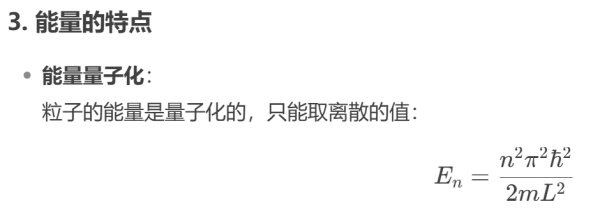 3. 能量的特点
• 能量量子化：
粒子的能量是量子化的，只能取离散的值：
$E_n = \frac{n^2\pi^2\hbar^2}{2mL^2}$